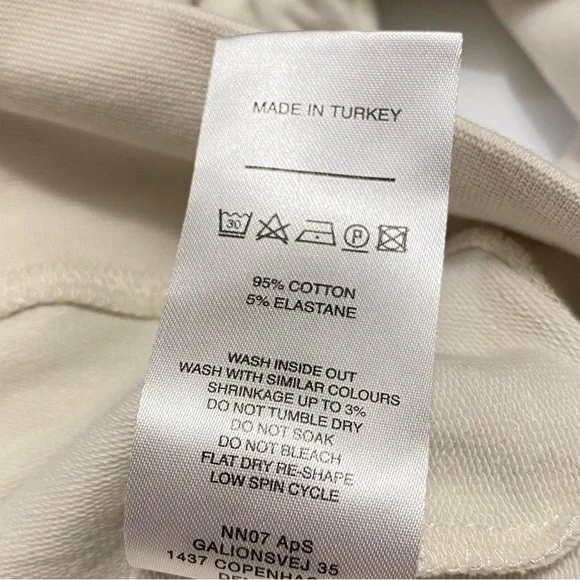 MADE IN TURKEY
30 P
95% COTTON
5% ELASTANE
WASH INSIDE OUT
WASH WITH SIMILAR COLOURS
SHRINKAGE UP TO 3%
DO NOT TUMBLE DRY
DO NOT SOAK
DO NOT BLEACH
FLAT DRY RE-SHAPE
LOW SPIN CYCLE
NN07 ApS
GALIONSVEJ 35
1437 COPENHAG